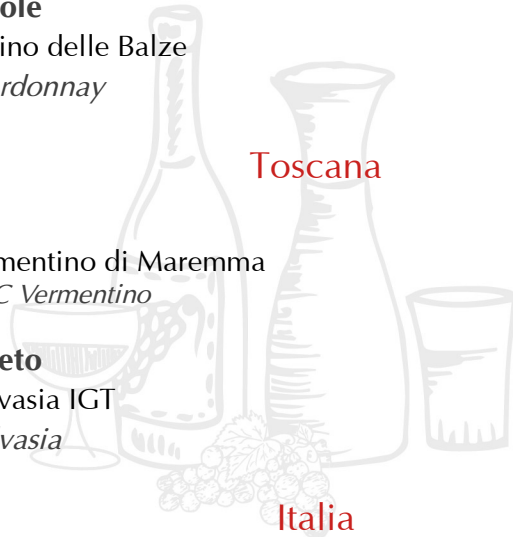 ole
ino delle Balze
rdonnay
Toscana
mentino di Maremma
C Vermentino
eto
vasia IGT
vasia
Italia